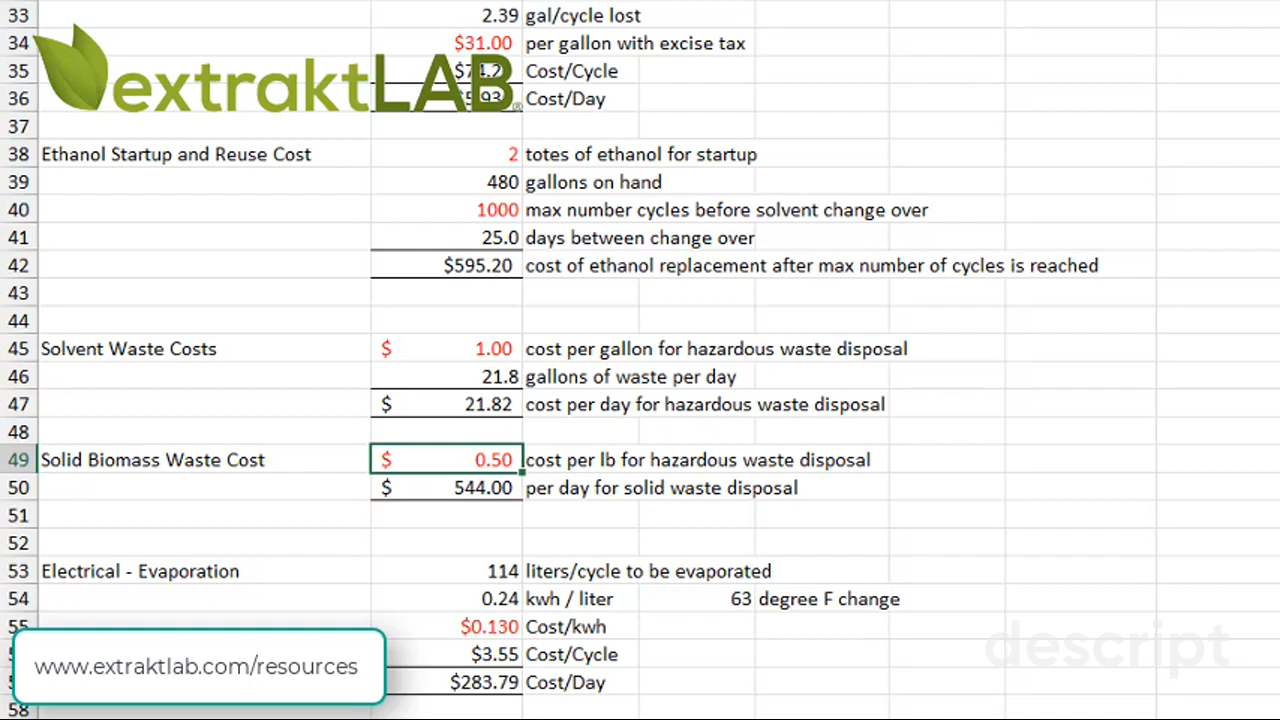 33 2.39 gal/cycle lost
34 $31.00 per gallon with excise tax
extraktLAB
35 Cost/Cycle
36 Cost/Day
37
38 Ethanol Startup and Reuse Cost 2 totes of ethanol for startup
39 480 gallons on hand
40 1000 max number cycles before solvent change over
41 25.0 days between change over
42 $595.20 cost of ethanol replacement after max number of cycles is reached
43
44
45 Solvent Waste Costs $ 1.00 cost per gallon for hazardous waste disposal
46 21.8 gallons of waste per day
47 $ 21.82 cost per day for hazardous waste disposal
48
49 Solid Biomass Waste Cost $ 0.50 cost per lb for hazardous waste disposal
50 $ 544.00 per day for solid waste disposal
51
52
53 Electrical - Evaporation 114 liters/cycle to be evaporated
54 0.24 kwh / liter 63 degree F change
55 $0.130 Cost/kwh
$3.55 Cost/Cycle
$283.79 Cost/Day
58
www.extraktlab.com/resources
descript